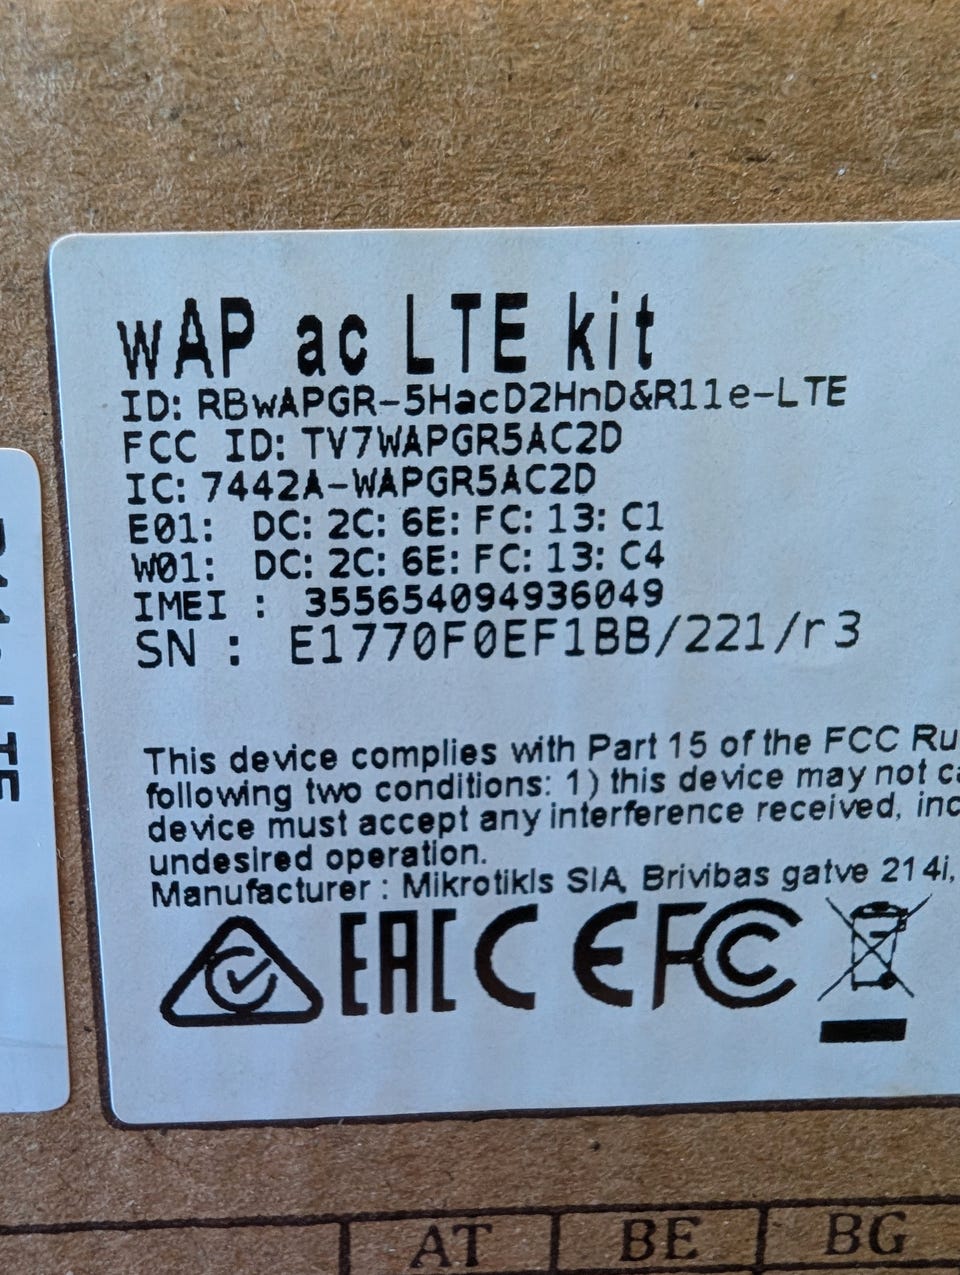 wAP ac LTE kit
ID: RBwAPGR-5HacD2HnD&R11e-LTE
FCC ID: TV7WAPGR5AC2D
IC: 7442A-WAPGR5AC2D
E01: DC: 2C: 6E: FC: 13: C1
W01: DC: 2C: 6E: FC: 13: C4
IMEI : 355654094936049
SN : E1770F0EF1BB/221/r3
This device complies with Part 15 of the FCC Ru
following two conditions: 1) this device may not ca
device must accept any interference received, inc
undesired operation.
Manufacturer : Mikrotikls SIA, Brivibas gatve 214i,
EAC CE FC
AT BE BG
LTE